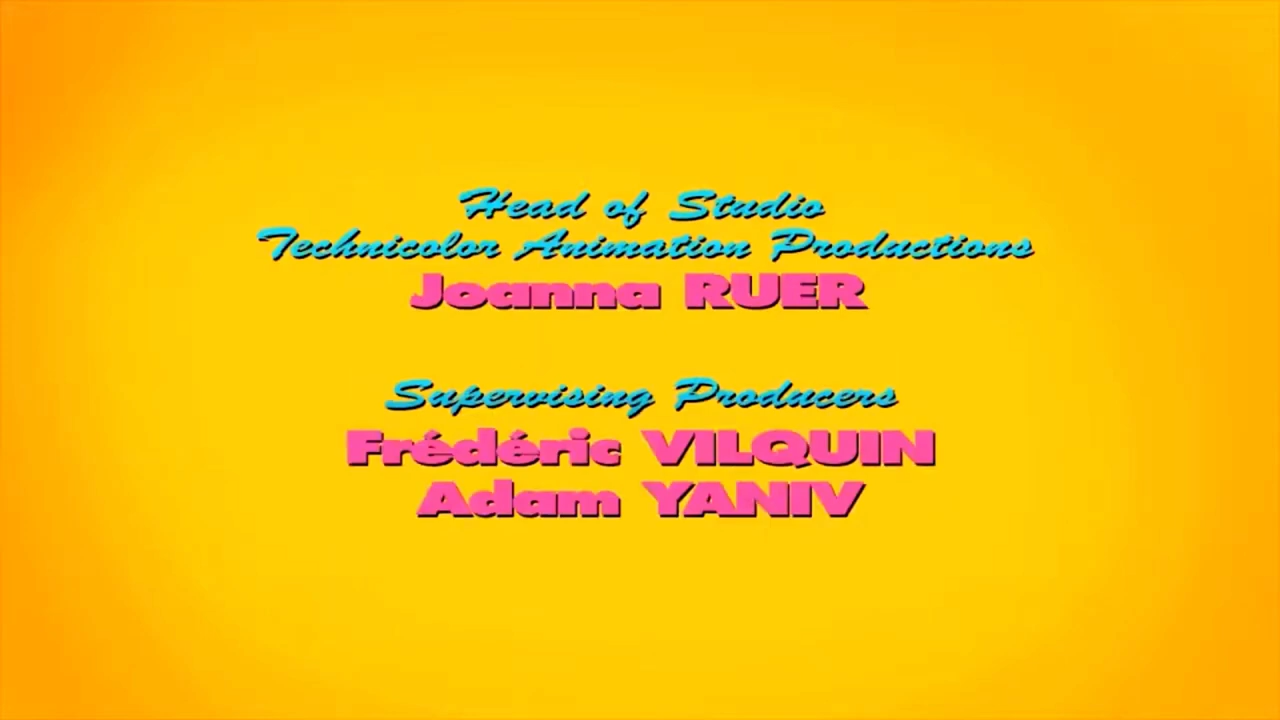 Head of Studio
Technicolor Animation Productions
Joanna RUER
Supervising Producers
Frédéric VILQUIN
Adam YANIV